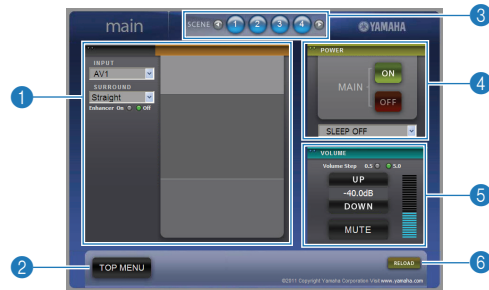 main
SCENE 1 2 3 4
YAMAHA
3
1
INPUT
AV1
SURROUND
Straight
Enhancer On Off
POWER
MAIN
ON
OFF
SLEEP OFF
4
VOLUME
Volume Step 0.5 5.0
UP
-40.0dB
DOWN
MUTE
5
2
TOP MENU
RELOAD
6
©2011 Copyright Yamaha Corporation Visit www.yamaha.com